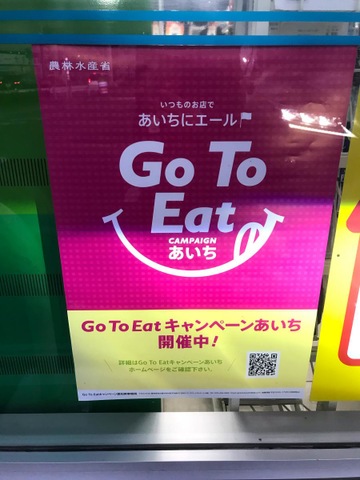 農林水産省
いつものお店で
あいちにエール
Go To
Eat
CAMPAIGN
あいち
Go To Eat キャンペーンあいち
開催中!
詳細はGo To Eatキャンペーンあいち
ホームページをご確認下さい。